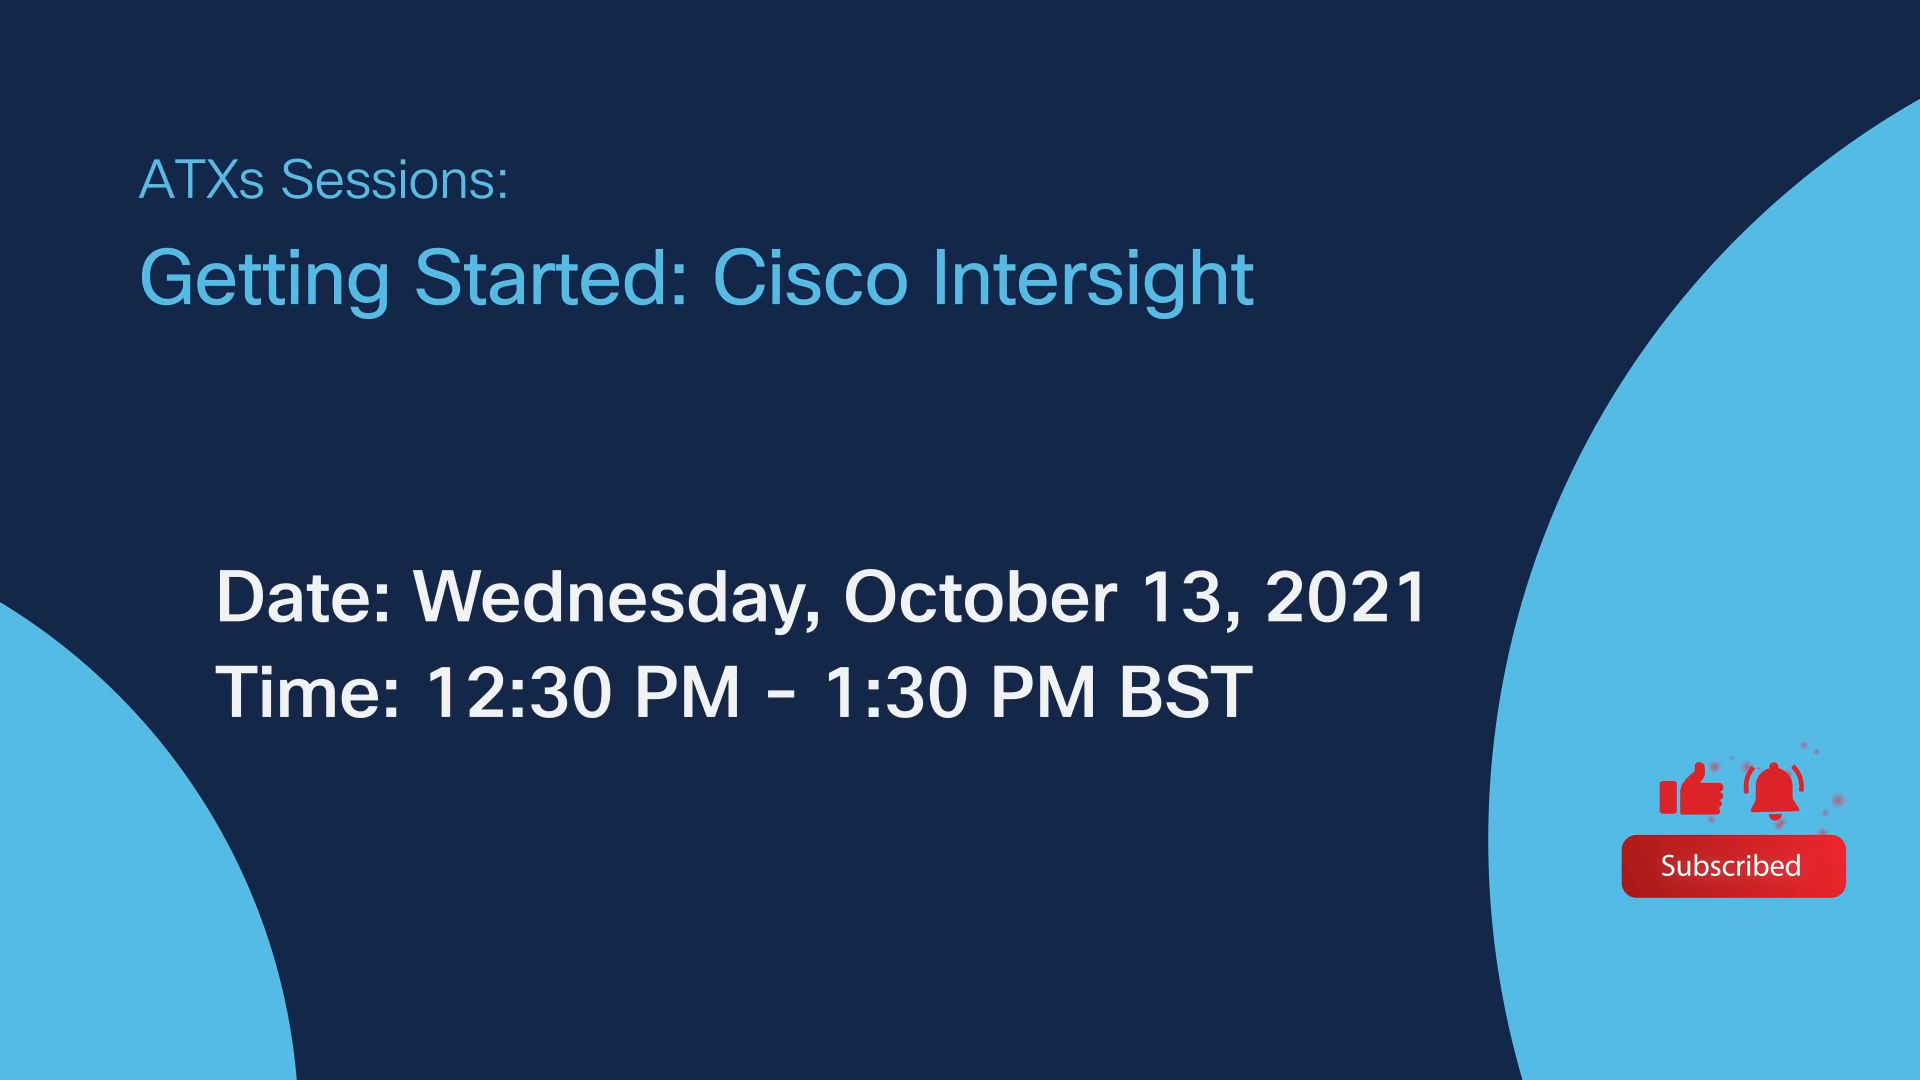 ATXs Sessions:
Getting Started: Cisco Intersight
Date: Wednesday, October 13, 2021
Time: 12:30 PM - 1:30 PM BST
Subscribed